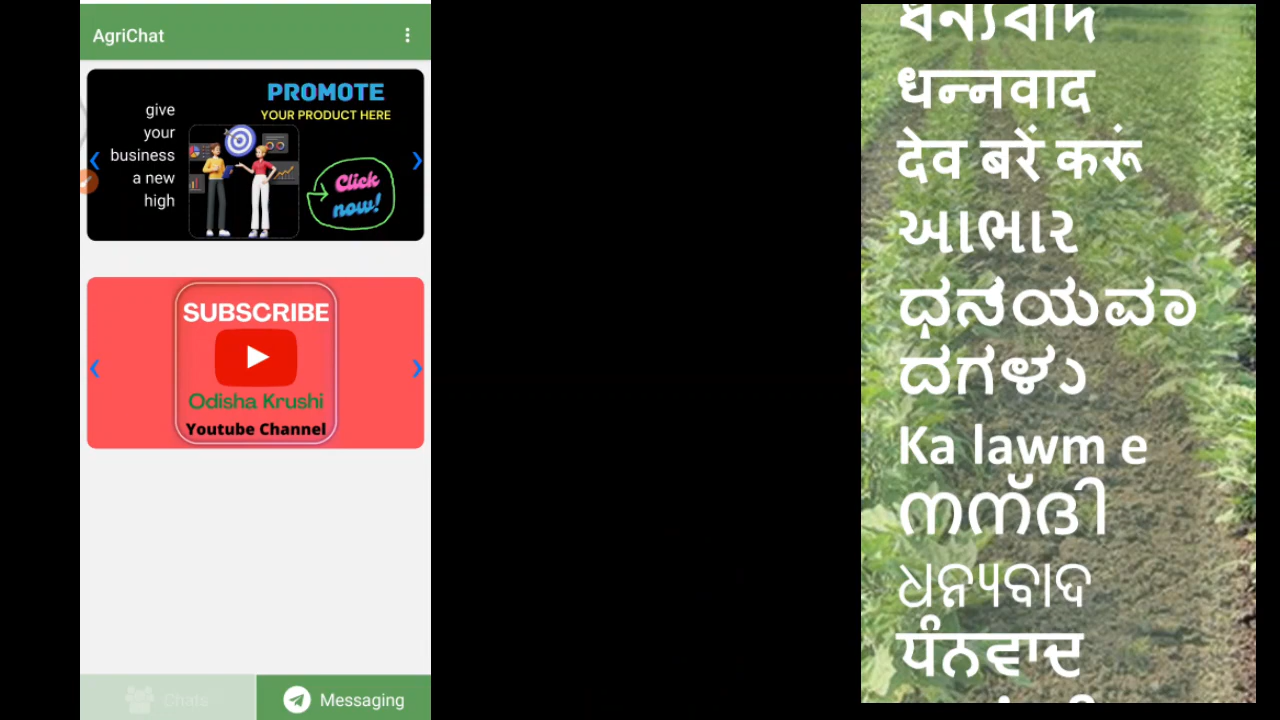 AgriChat
give
your
business
a new
high
PROMOTE
YOUR PRODUCT HERE
Click
now!
SUBSCRIBE
Odisha Krushi
Youtube Channel
Chats
Messaging
धन्नवाद
देव बरें करूं
આભાર
ಧನ್ಯವಾ
ದಗಳು
Ka lawm e
നന്ദി
ଧନ୍ୟବାଦ
ਧੰਨਵਾਦ